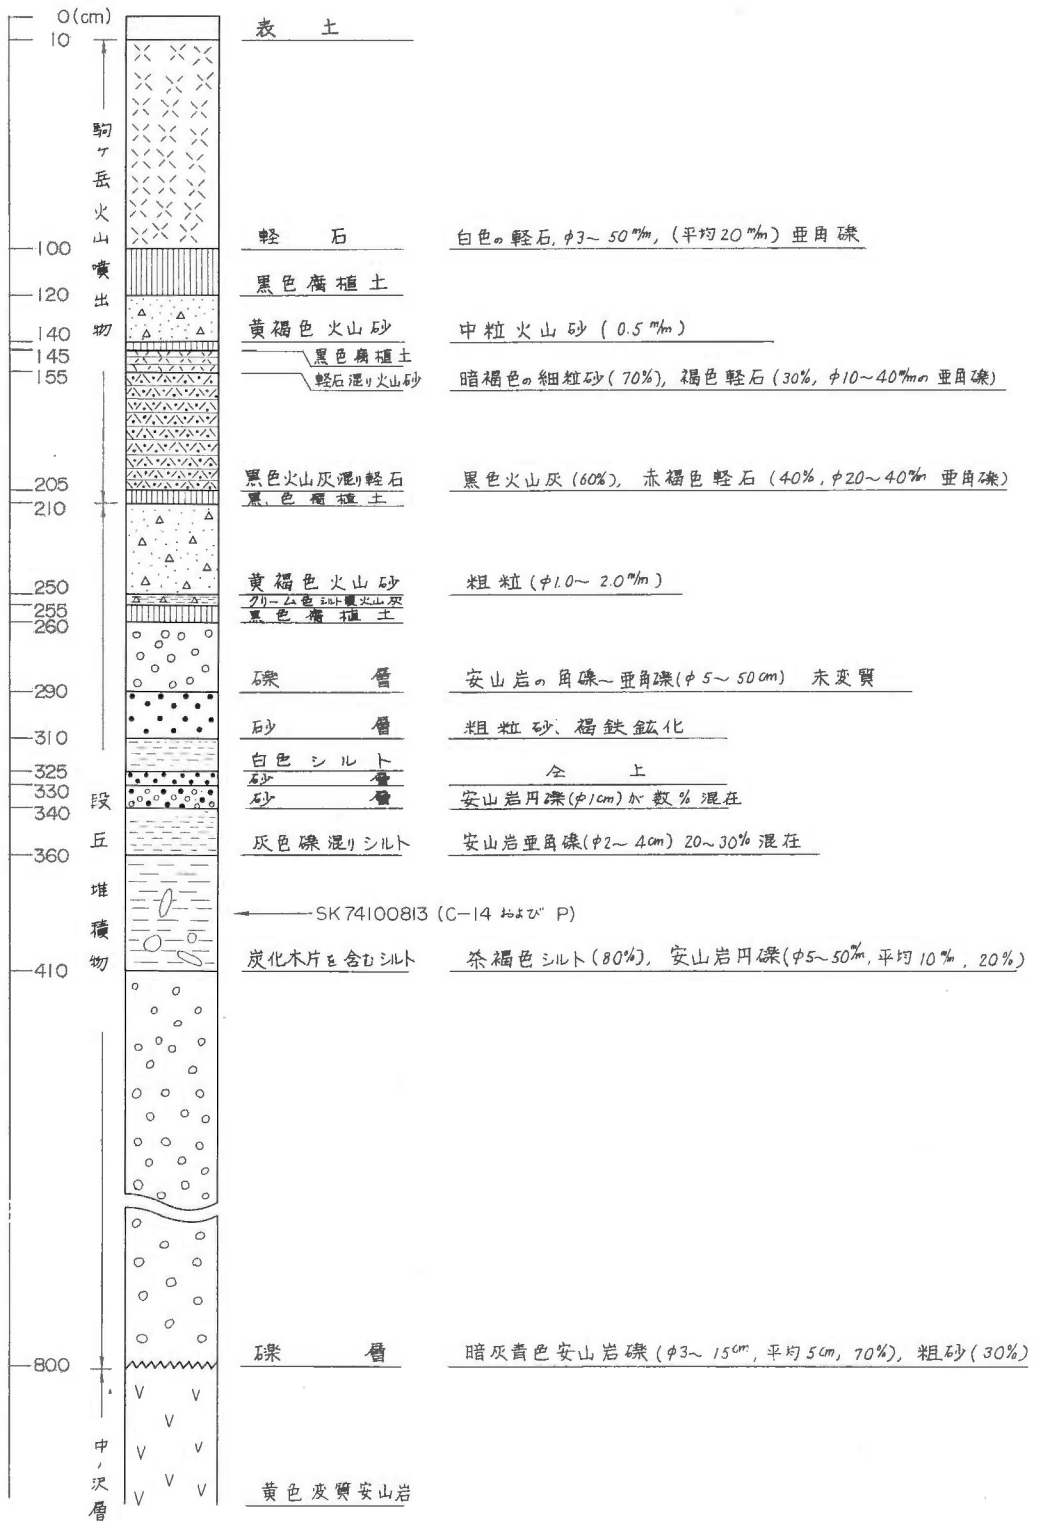 0(cm)
表 土
10
駒ヶ岳火山噴出物
100
軽 石 白色の軽石, φ3~50m/m, (平均20m/m) 亜角礫
黒色腐植土
120
黄褐色火山砂 中粒火山砂 (0.5m/m)
140
黒色腐植土
145
軽石混り火山砂 暗褐色の細粒砂(70%), 褐色軽石(30%, φ10~40m/mの亜角礫)
155
黒色火山灰混り軽石 黒色火山灰(60%), 赤褐色軽石(40%, φ20~40m/m 亜角礫)
205
黒色腐植土
210
黄褐色火山砂 粗粒(φ1.0~2.0m/m)
250
クリーム色シルト質火山灰
255
黒色腐植土
260
礫 層 安山岩の角礫~亜角礫(φ5~50cm) 未変質
290
砂 層 粗粒砂、褐鉄鉱化
310
白色シルト
325
砂 層 仝 上
330
砂 層 安山岩円礫(φ1cm)が数%混在
340
段丘堆積物
灰色礫混りシルト 安山岩亜角礫(φ2~4cm) 20~30%混在
360
SK74100813 (C-14 および P)
炭化木片を含むシルト 茶褐色シルト(80%), 安山岩円礫(φ5~50m/m, 平均10m/m, 20%)
410
礫 層 暗灰青色安山岩礫(φ3~15cm, 平均5cm, 70%), 粗砂(30%)
800
中ノ沢層
黄色変質安山岩